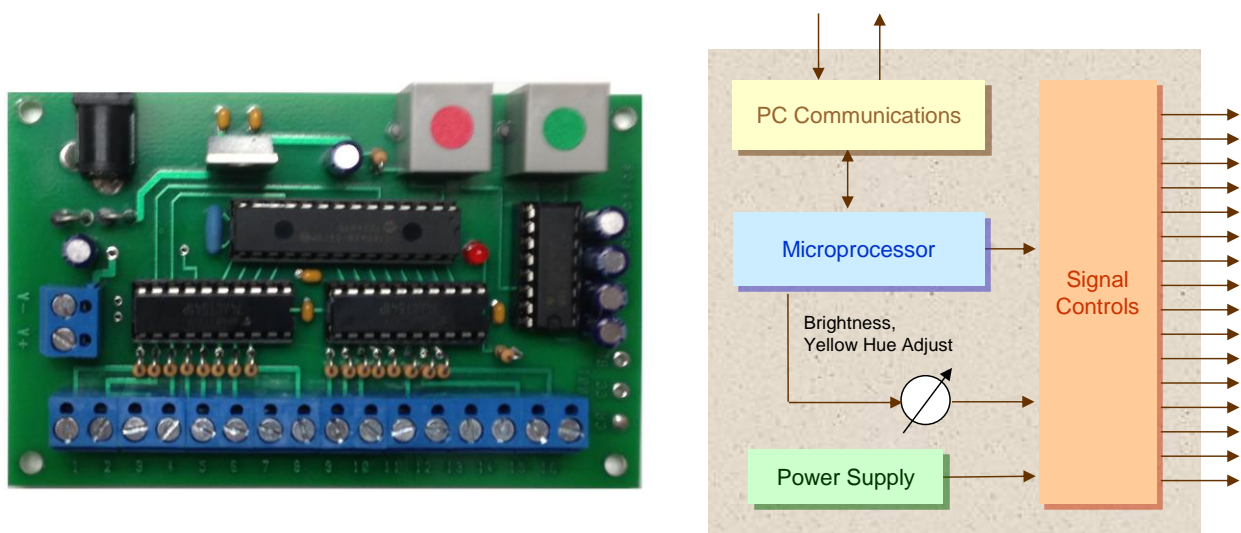 V- V+
1 2 3 4 5 6 7 8 9 10 11 12 13 14 15 16
PC Communications
Microprocessor
Signal
Controls
Brightness,
Yellow Hue Adjust
Power Supply